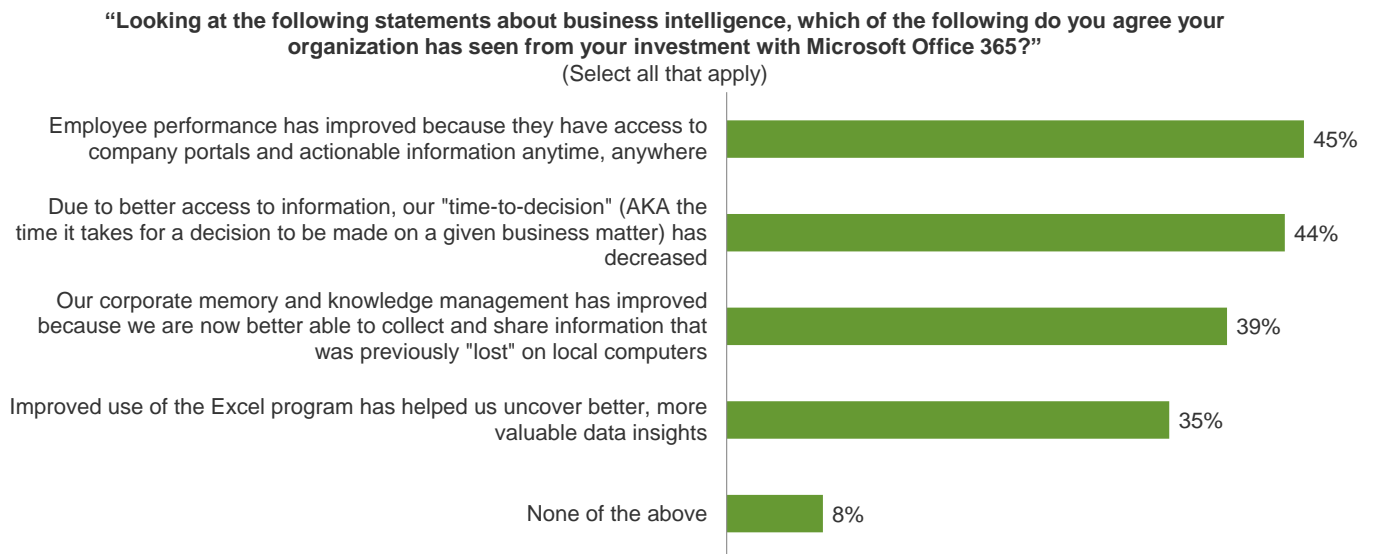 “Looking at the following statements about business intelligence, which of the following do you agree your
organization has seen from your investment with Microsoft Office 365?”
(Select all that apply)
Employee performance has improved because they have access to
company portals and actionable information anytime, anywhere
45%
Due to better access to information, our "time-to-decision" (AKA the
time it takes for a decision to be made on a given business matter) has
decreased
44%
Our corporate memory and knowledge management has improved
because we are now better able to collect and share information that
was previously "lost" on local computers
39%
Improved use of the Excel program has helped us uncover better, more
valuable data insights
35%
None of the above
8%